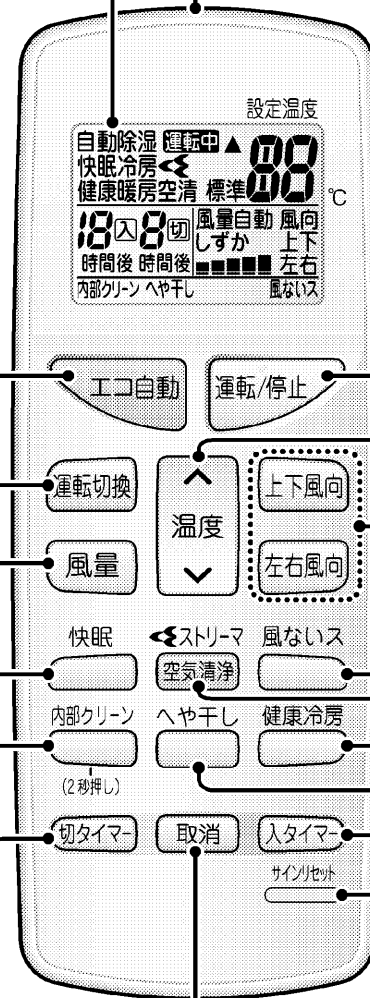 設定温度
自動除湿 運転中 ▲ 88
快眠冷房
健康暖房空清 標準 ℃
18 入 8 切 風量自動 風向
しずか 上下
時間後 時間後 左右
内部クリーン へや干し 風ないス
エコ自動 運転/停止
運転切換 上下風向
温度
風量 左右風向
快眠 ストリーマ 風ないス
空気清浄
内部クリーン へや干し 健康冷房
(2秒押し)
切タイマー 取消 入タイマー
サインリセット